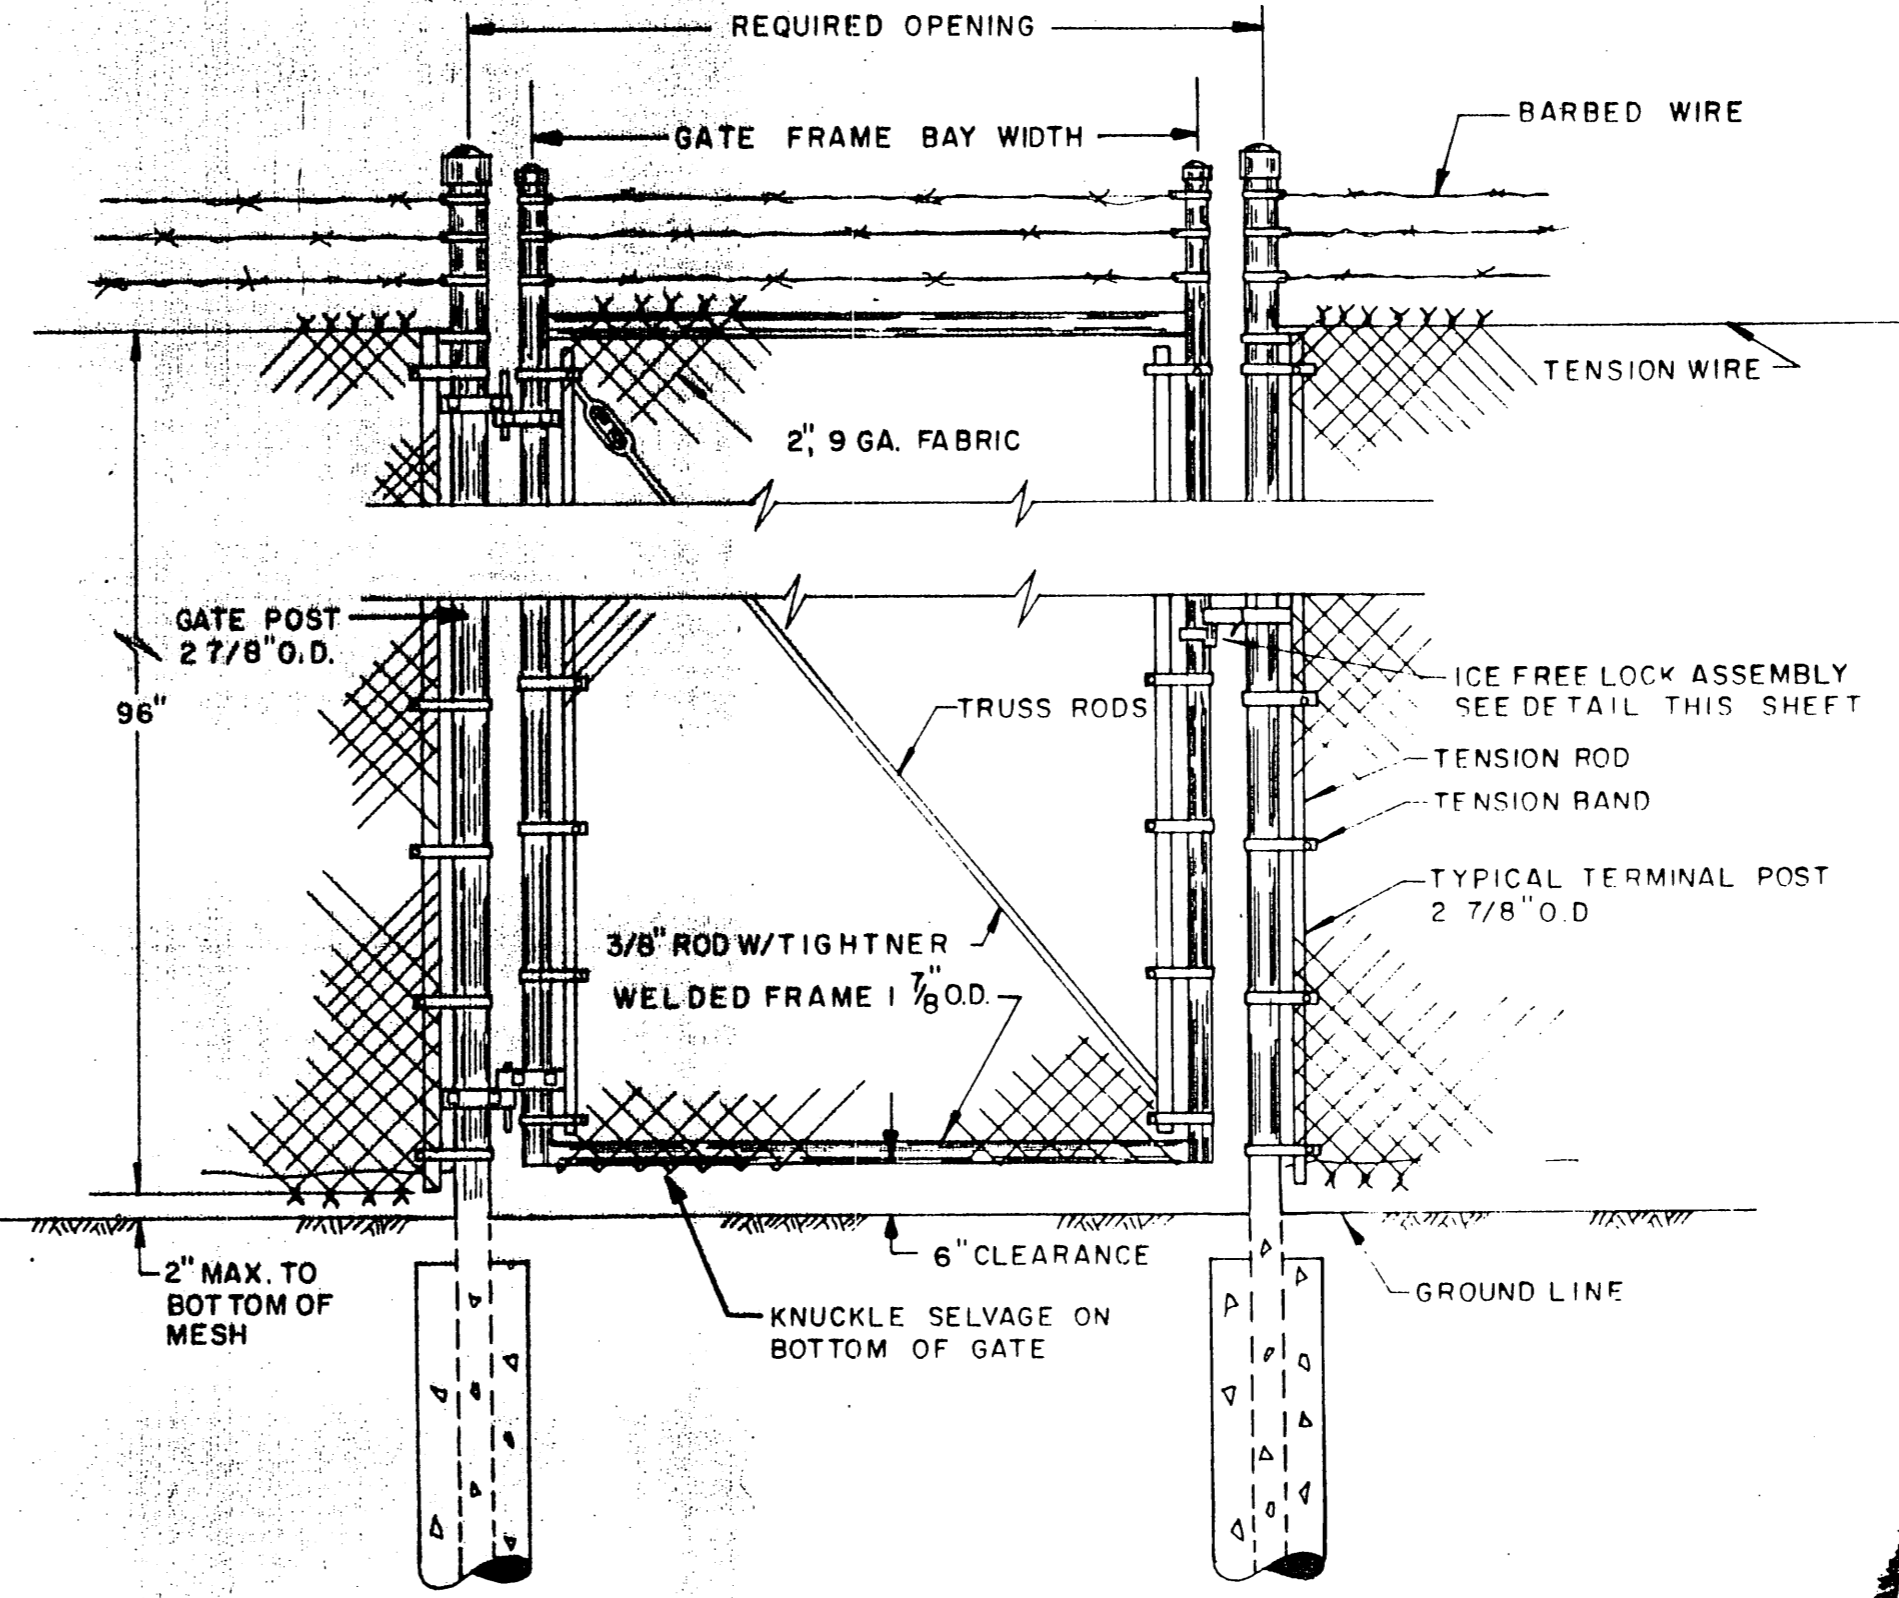 REQUIRED OPENING
GATE FRAME BAY WIDTH
BARBED WIRE
TENSION WIRE
2", 9 GA. FABRIC
GATE POST
2 7/8" O.D.
96"
ICE FREE LOCK ASSEMBLY
SEE DETAIL THIS SHEET
TRUSS RODS
TENSION ROD
TENSION BAND
TYPICAL TERMINAL POST
2 7/8" O.D
3/8" ROD W/TIGHTNER
WELDED FRAME 1 7/8" O.D.
6" CLEARANCE
2" MAX. TO
BOTTOM OF
MESH
GROUND LINE
KNUCKLE SELVAGE ON
BOTTOM OF GATE